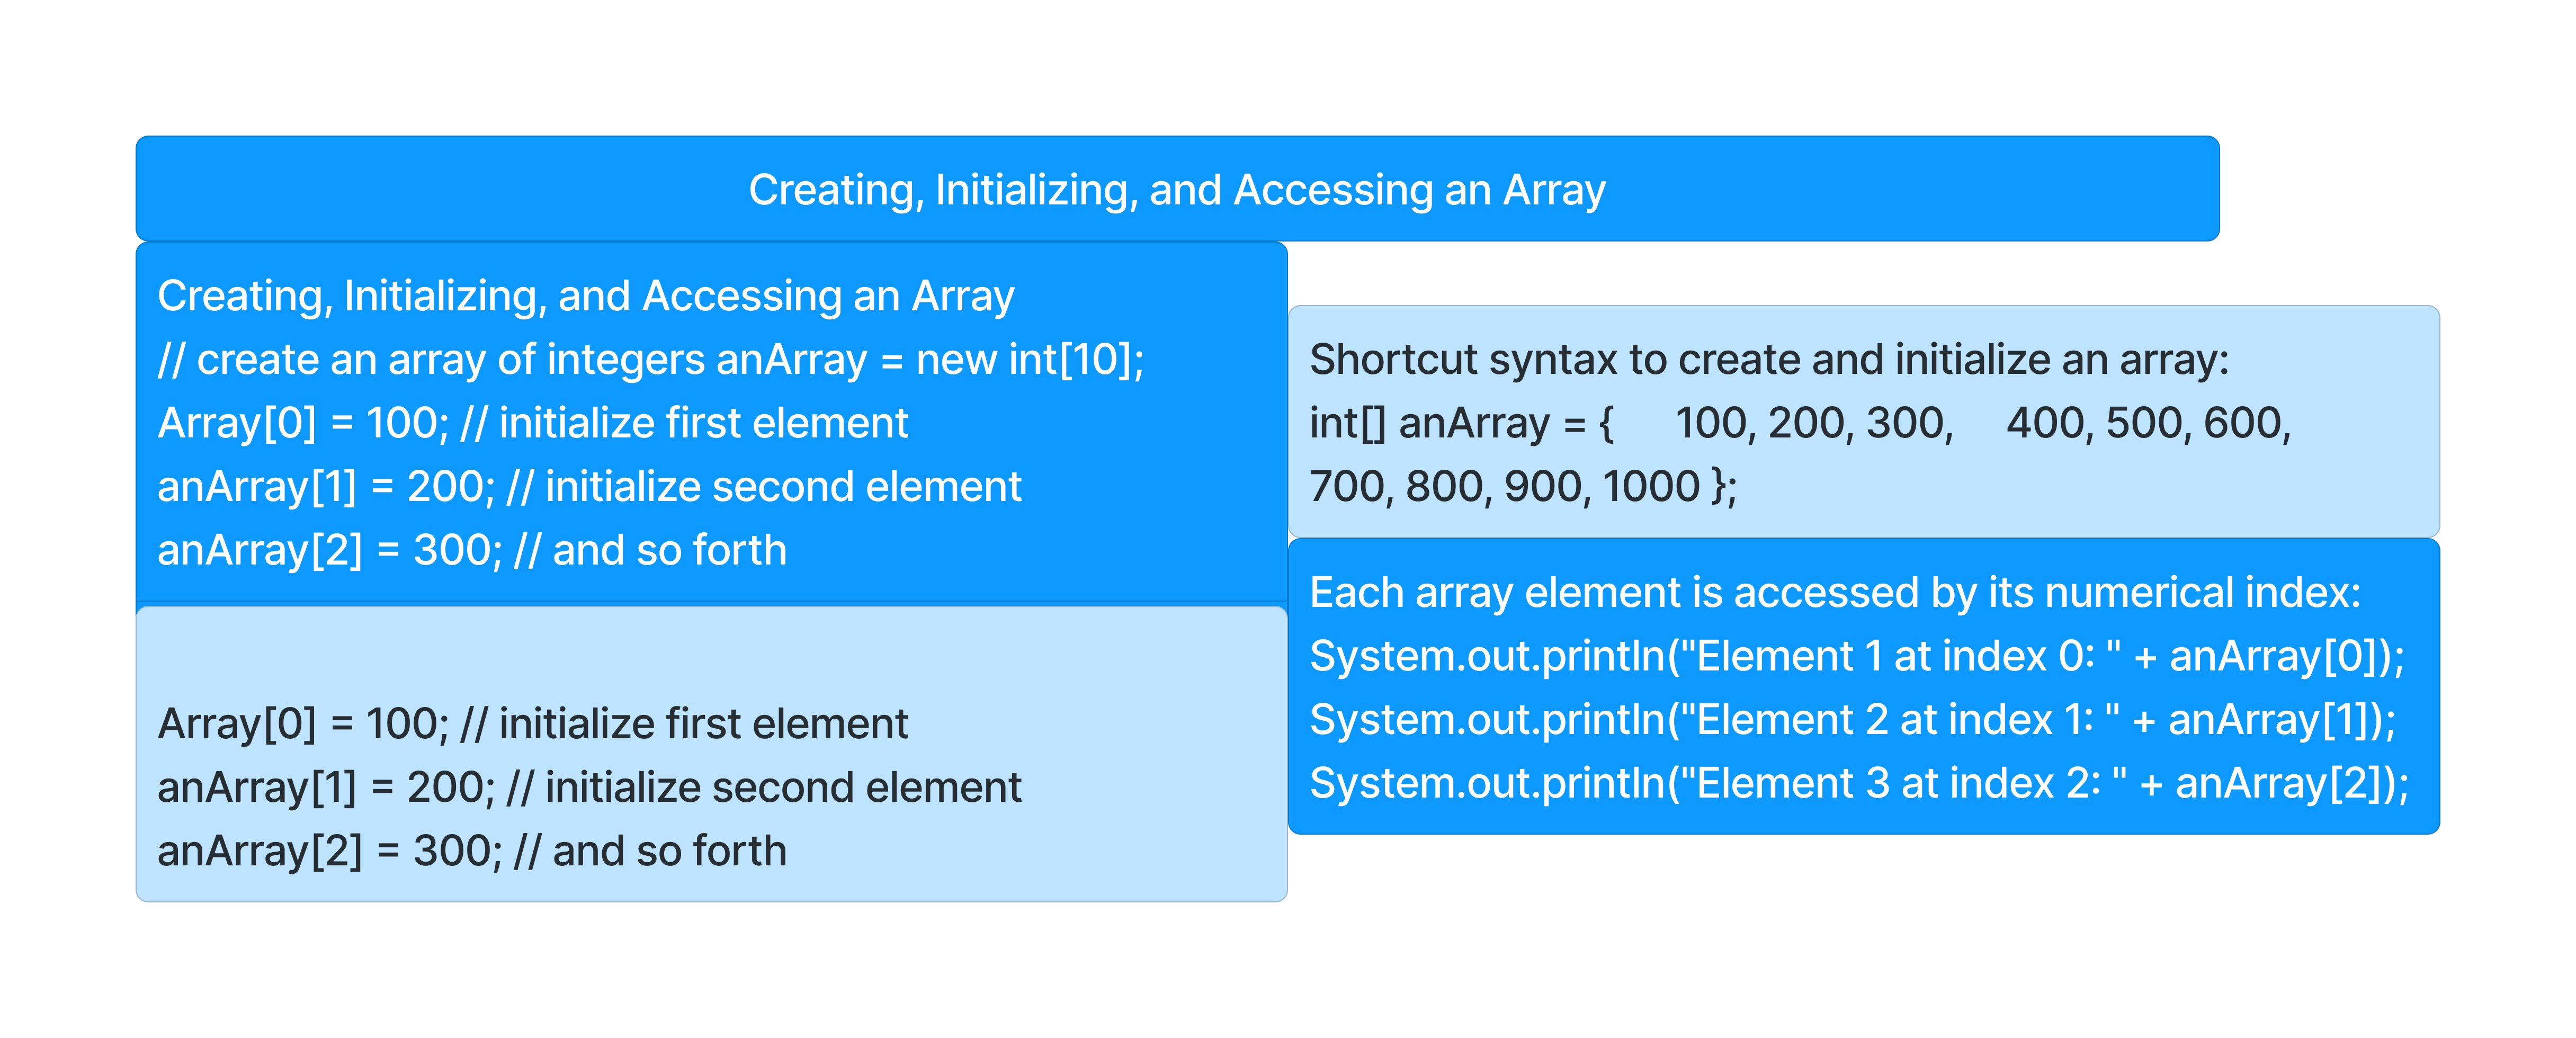 Creating, Initializing, and Accessing an Array
Creating, Initializing, and Accessing an Array
// create an array of integers anArray = new int[10];
Array[0] = 100; // initialize first element
anArray[1] = 200; // initialize second element
anArray[2] = 300; // and so forth
Array[0] = 100; // initialize first element
anArray[1] = 200; // initialize second element
anArray[2] = 300; // and so forth
Shortcut syntax to create and initialize an array:
int[] anArray = {     100, 200, 300,     400, 500, 600,
700, 800, 900, 1000 };
Each array element is accessed by its numerical index:
System.out.println("Element 1 at index 0: " + anArray[0]);
System.out.println("Element 2 at index 1: " + anArray[1]);
System.out.println("Element 3 at index 2: " + anArray[2]);